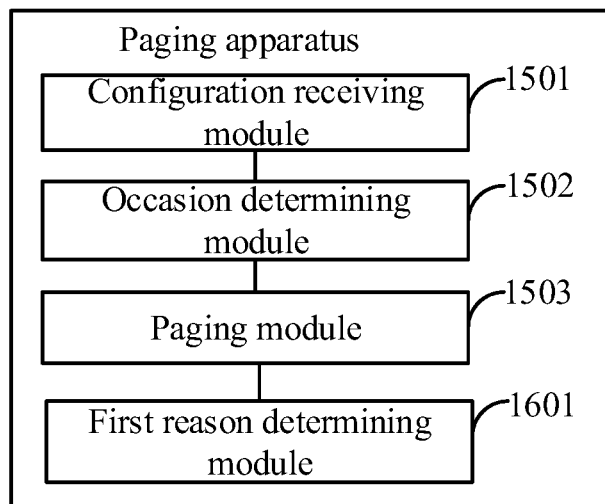 Paging apparatus
Configuration receiving
module
1501
Occasion determining
module
1502
Paging module
1503
First reason determining
module
1601